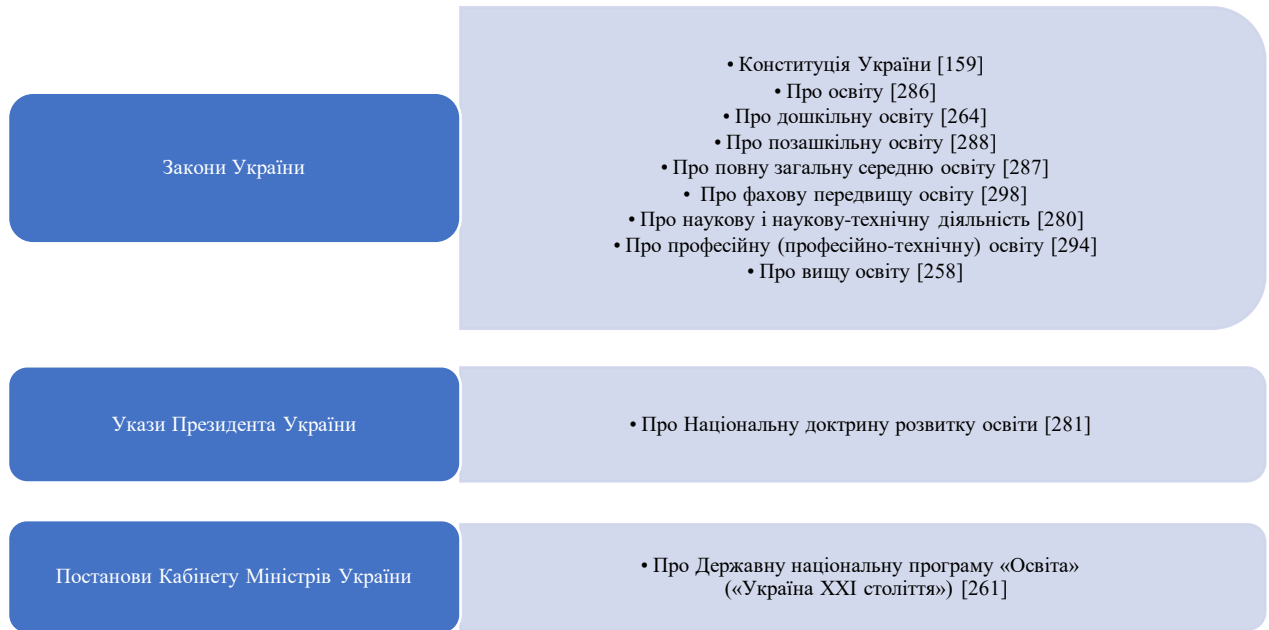 Закони України
• Конституція України [159]
• Про освіту [286]
• Про дошкільну освіту [264]
• Про позашкільну освіту [288]
• Про повну загальну середню освіту [287]
• Про фахову передвищу освіту [298]
• Про наукову і наукову-технічну діяльність [280]
• Про професійну (професійно-технічну) освіту [294]
• Про вищу освіту [258]
Укази Президента України
• Про Національну доктрину розвитку освіти [281]
Постанови Кабінету Міністрів України
• Про Державну національну програму «Освіта»
(«Україна XXI століття») [261]